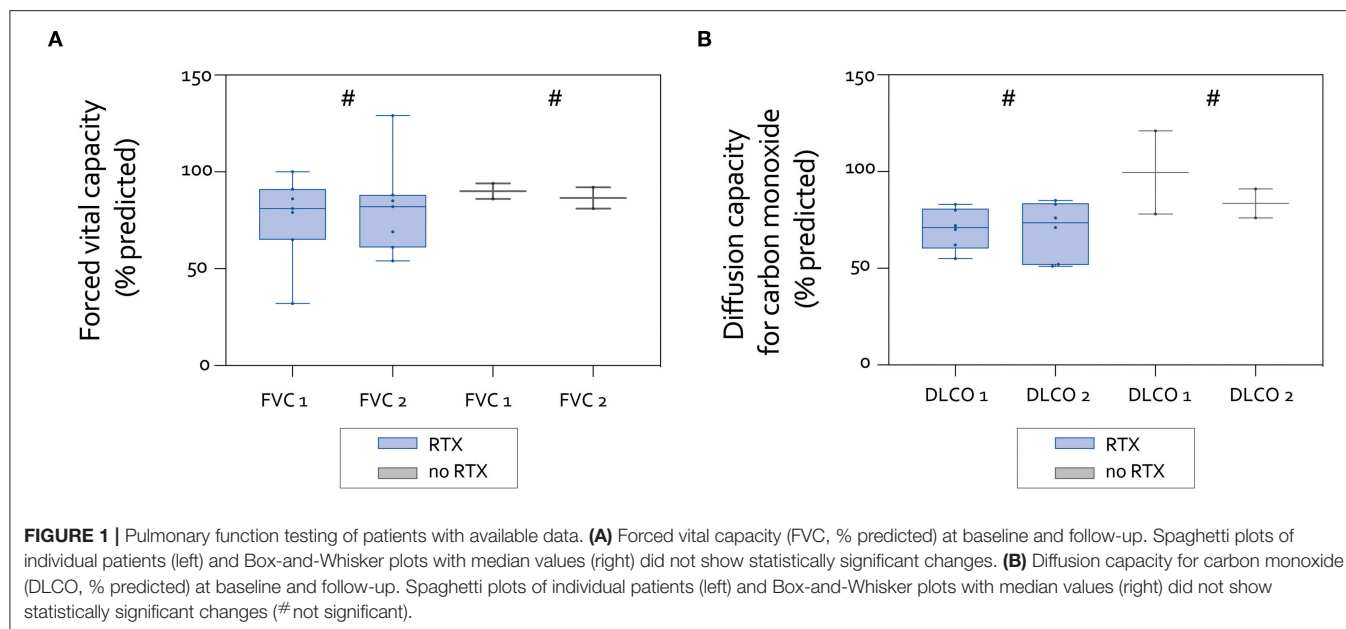 A
Forced vital capacity
(% predicted)
150
100
50
0
#
#
FVC 1
FVC 2
FVC 1
FVC 2
RTX
no RTX
B
Diffusion capacity
for carbon monoxide
(% predicted)
150
100
50
0
#
#
DLCO 1
DLCO 2
DLCO 1
DLCO 2
RTX
no RTX
FIGURE 1 | Pulmonary function testing of patients with available data. (A) Forced vital capacity (FVC, % predicted) at baseline and follow-up. Spaghetti plots of
individual patients (left) and Box-and-Whisker plots with median values (right) did not show statistically significant changes. (B) Diffusion capacity for carbon monoxide
(DLCO, % predicted) at baseline and follow-up. Spaghetti plots of individual patients (left) and Box-and-Whisker plots with median values (right) did not show
statistically significant changes (#not significant).